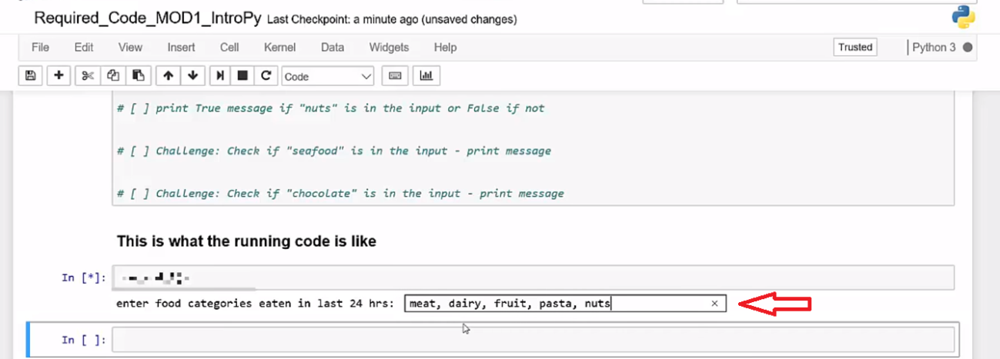 Required_Code_MOD1_IntroPy Last Checkpoint: a minute ago (unsaved changes)
File Edit View Insert Cell Kernel Data Widgets Help Trusted Python 3
Code
# [ ] print True message if "nuts" is in the input or False if not
# [ ] Challenge: Check if "seafood" is in the input - print message
# [ ] Challenge: Check if "chocolate" is in the input - print message
This is what the running code is like
In [*]:
enter food categories eaten in last 24 hrs: meat, dairy, fruit, pasta, nuts
In [ ]: